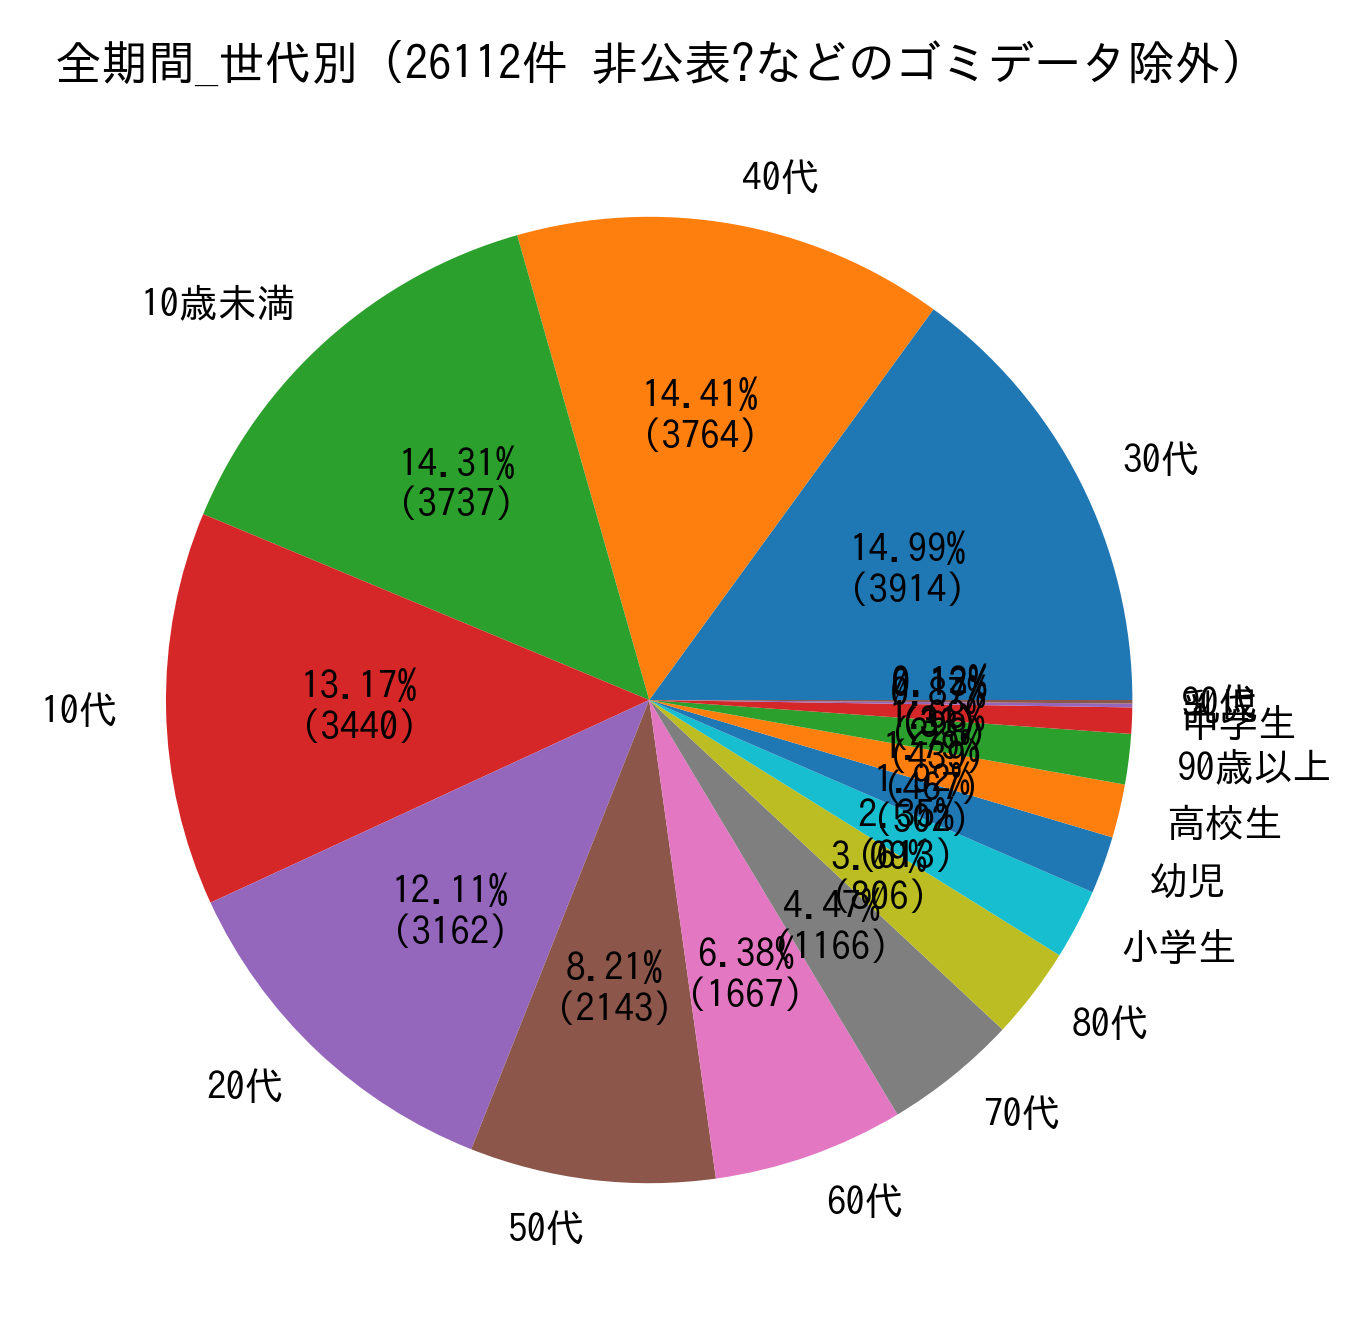 全期間_世代別 (26112件 非公表?などのゴミデータ除外)
40代
10歳未満
14.41%
(3764)
30代
14.31%
(3737)
14.99%
(3914)
13.17%
(3440)
10代
中学生
90歳以上
高校生
幼児
小学生
12.11%
(3162)
8.21%
(2143)
6.38%
(1667)
4.47%
(1166)
3.09%
(806)
80代
20代
70代
60代
50代